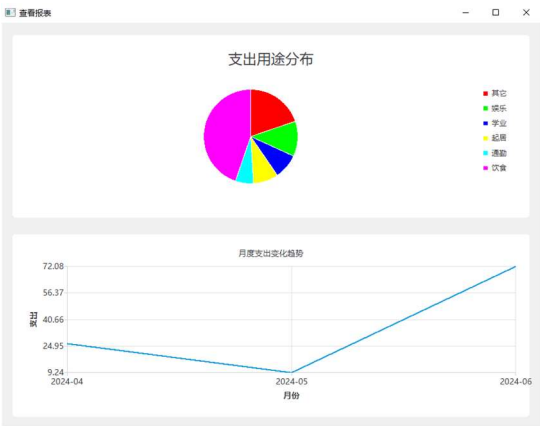 查看报表
支出用途分布
其它
娱乐
学业
起居
通勤
饮食
月度支出变化趋势
72.08
56.37
40.66
24.95
9.24
支出
2024-04
2024-05
2024-06
月份